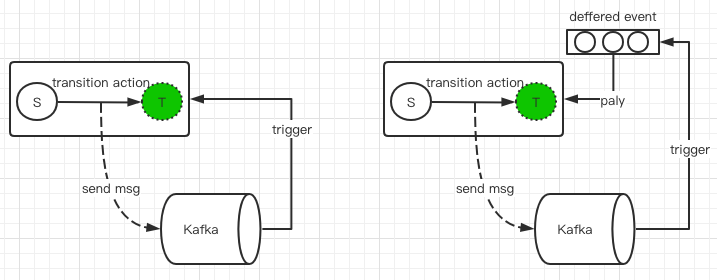 transition action
S
T
trigger
send msg
Kafka
deffered event
transition action
S
T
paly
trigger
send msg
Kafka